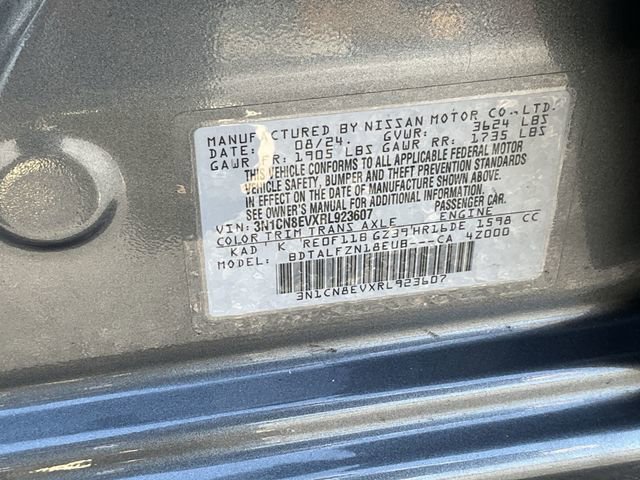 MANUFACTURED BY NISSAN MOTOR CO., LTD.
DATE: 08/24. GVWR: 3624 LBS
GAWR FR: 1905 LBS GAWR RR: 1735 LBS
THIS VEHICLE CONFORMS TO ALL APPLICABLE FEDERAL MOTOR
VEHICLE SAFETY, BUMPER AND THEFT PREVENTION STANDARDS
IN EFFECT ON THE DATE OF MANUFACTURE SHOWN ABOVE.
SEE OWNERS MANUAL FOR ADDITIONAL INFORMATION.
VIN: 3N1CN8EVXRL923607 PASSENGER CAR.
COLOR TRIM TRANS AXLE ENGINE
KAD K RE0F11B GZ39 HR16DE 1598 CC
MODEL: BDTALFZN18EUB---CA 4Z000
3N1CN8EVXRL923607